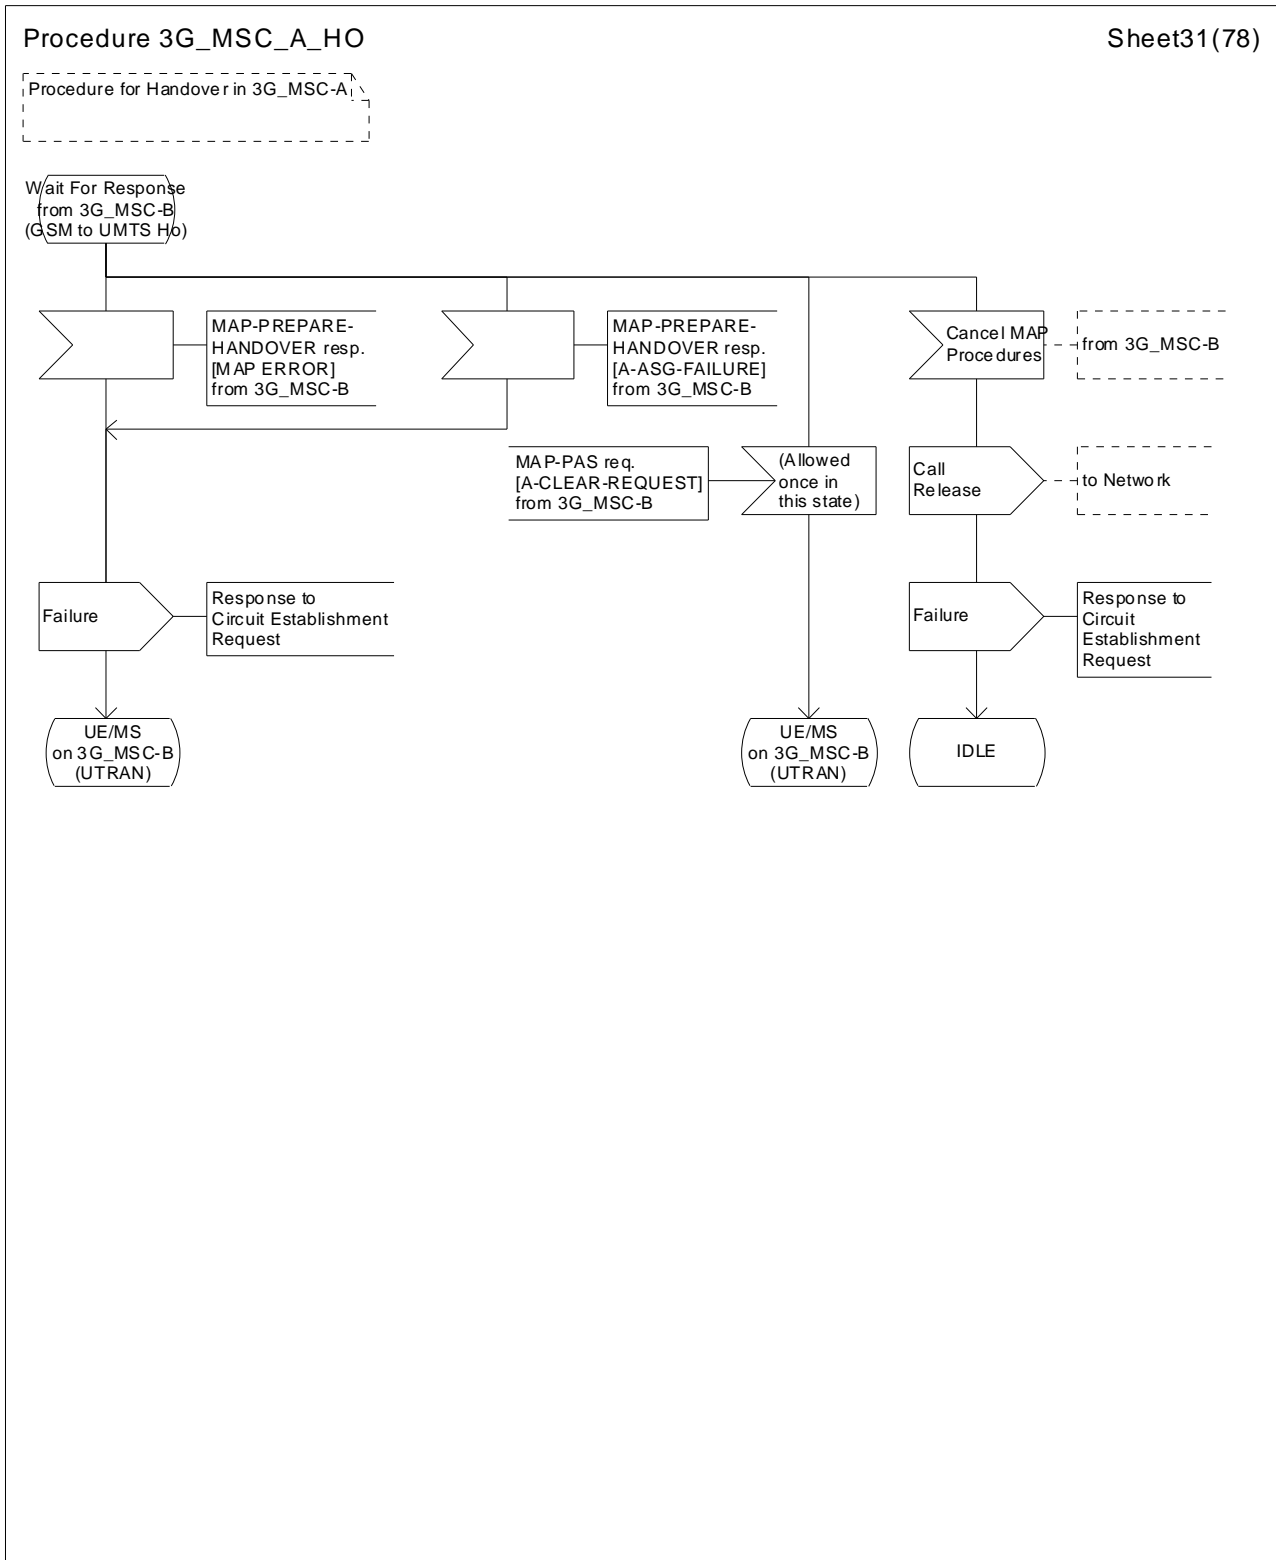 Procedure 3G_MSC_A_HO
Sheet31(78)
Procedure for Handover in 3G_MSC-A
Wait For Response
from 3G_MSC-B
(GSM to UMTS Ho)
MAP-PREPARE-
HANDOVER resp.
[MAP ERROR]
from 3G_MSC-B
MAP-PREPARE-
HANDOVER resp.
[A-ASG-FAILURE]
from 3G_MSC-B
Cancel MAP
Procedures
from 3G_MSC-B
MAP-PAS req.
[A-CLEAR-REQUEST]
from 3G_MSC-B
(Allowed
once in
this state)
Call
Release
to Network
Failure
Response to
Circuit Establishment
Request
Failure
Response to
Circuit
Establishment
Request
UE/MS
on 3G_MSC-B
(UTRAN)
UE/MS
on 3G_MSC-B
(UTRAN)
IDLE